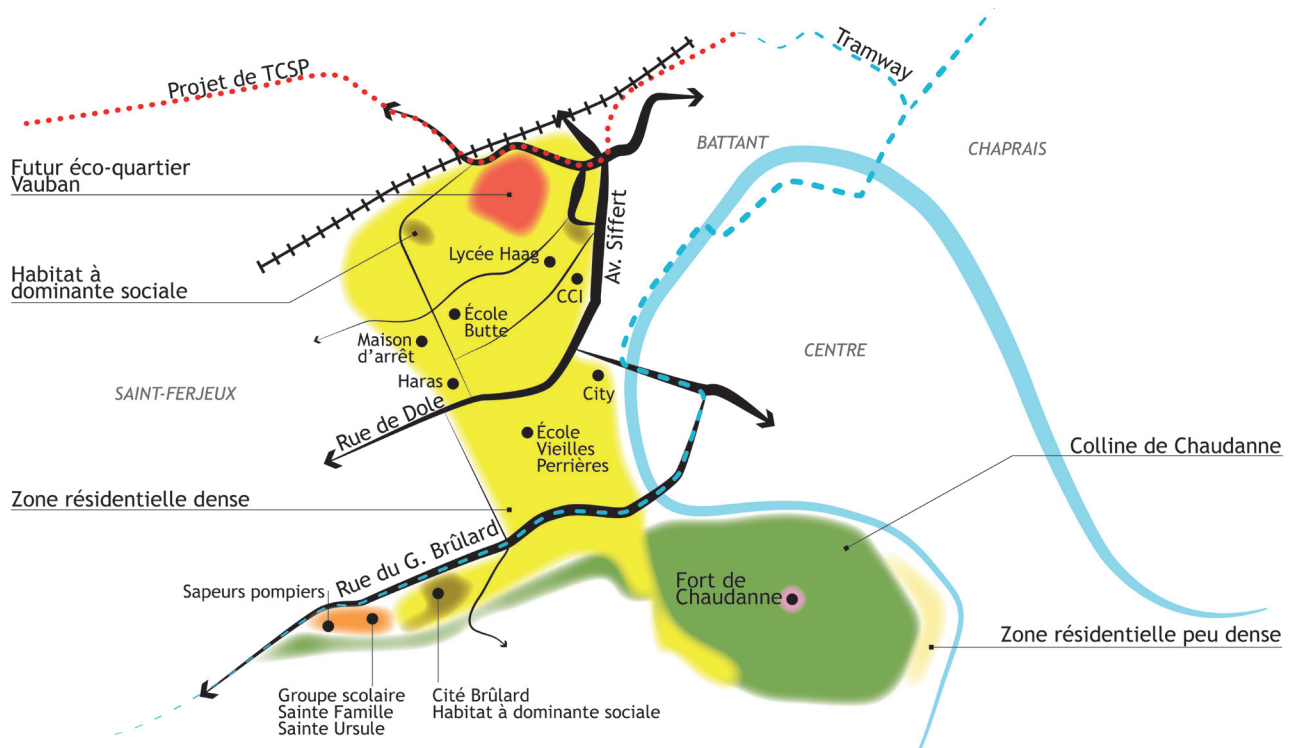 Projet de TCSP
Tramway
BATTANT
CHAPRAIS
Futur éco-quartier
Vauban
Av. Siffert
Lycée Haag
Habitat à
dominante sociale
CCI
École
Butte
Maison
d'arrêt
CENTRE
Haras
City
SAINT-FERJEUX
Rue de Dole
École
Vieilles
Perrières
Colline de Chaudanne
Zone résidentielle dense
Rue du G. Brûlard
Fort de
Chaudanne
Sapeurs pompiers
Zone résidentielle peu dense
Groupe scolaire
Sainte Famille
Sainte Ursule
Cité Brûlard
Habitat à dominante sociale